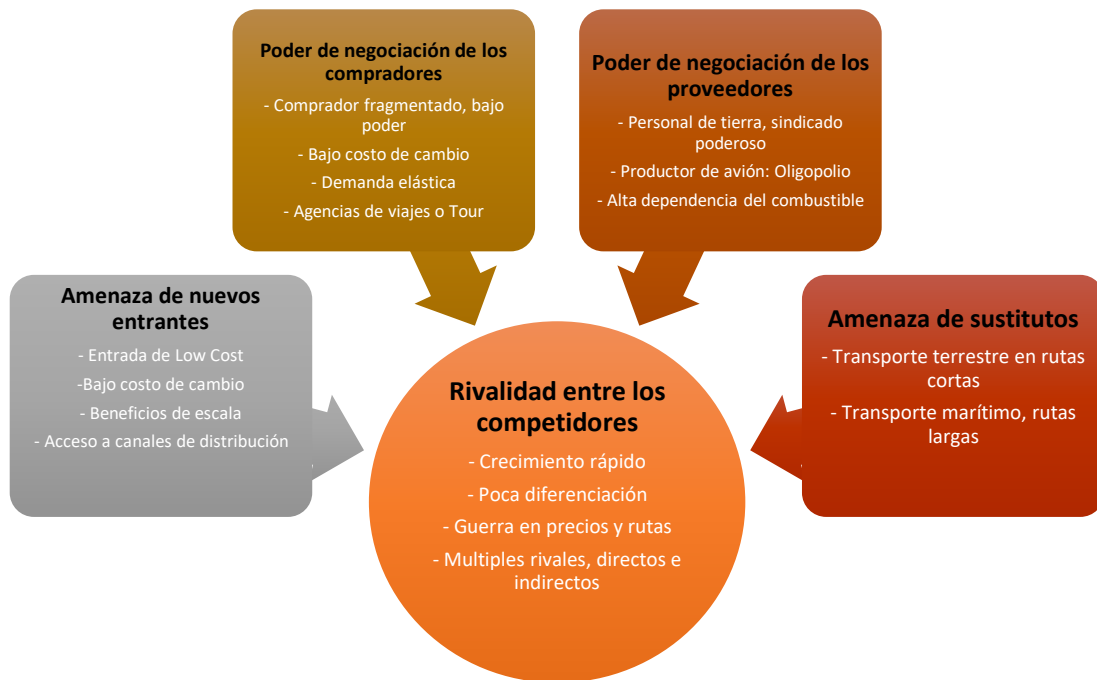 Poder de negociación de los
compradores
- Comprador fragmentado, bajo
poder
- Bajo costo de cambio
- Demanda elástica
- Agencias de viajes o Tour
Poder de negociación de los
proveedores
- Personal de tierra, sindicado
poderoso
- Productor de avión: Oligopolio
- Alta dependencia del combustible
Amenaza de nuevos
entrantes
- Entrada de Low Cost
-Bajo costo de cambio
- Beneficios de escala
- Acceso a canales de distribución
Rivalidad entre los
competidores
- Crecimiento rápido
- Poca diferenciación
- Guerra en precios y rutas
- Multiples rivales, directos e
indirectos
Amenaza de sustitutos
- Transporte terrestre en rutas
cortas
- Transporte marítimo, rutas
largas